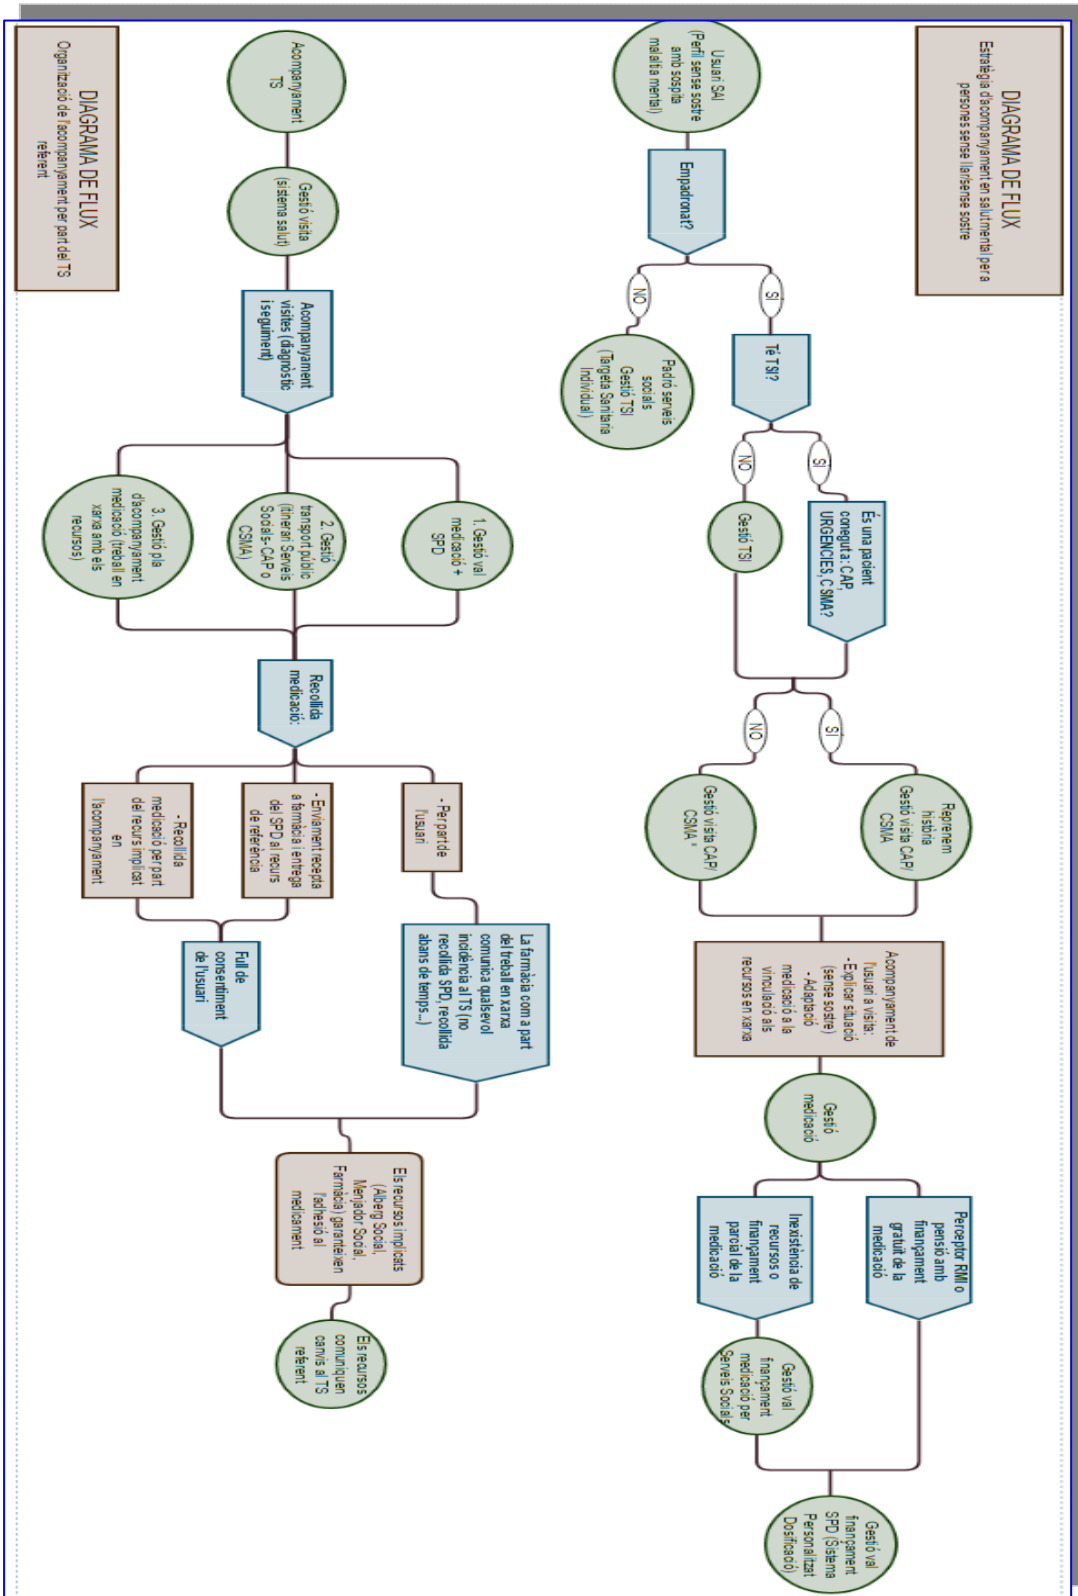 DIAGRAMA DE FLUX
Estratègia d'acompanyament en salut mental per a
persones sense llar/sense sostre
Usuari SAI
(Perfil sense sostre
amb sospita
malaltia mental)
Empadronat?
SI
NO
Padró serveis
socials
Gestió TSI
(Targeta Sanitaria
Individual)
Té TSI?
SI
NO
Gestió TSI
És una pacient
coneguta: CAP,
URGENCIES, CSMA?
SI
NO
Reprenem
història
Gestió visita CAP/
CSMA
Gestió visita CAP/
CSMA *
Acompanyament de
l'usuari a visita:
- Explicar situació
(sense sostre)
- Adaptació
medicació a la
vinculació als
recursos en xarxa
Gestió
medicació
Perceptor RMI o
pensió amb
finançament
gratuït de la
medicació
Inexistència de
recursos o
finançament
parcial de la
medicació
Gestió val
finançament
medicació per
Serveis Socials
Gestió val
finançament
SPD (Sistema
Personalitzat
Dosificació)
DIAGRAMA DE FLUX
Organització de l'acompanyament per part del TS
referent
Acompanyament
TS
Gestió visita
(sistema salut)
Acompanyament
visites (diagnòstic
i seguiment)
1. Gestió val
medicació +
SPD
2. Gestió
transport públic
(itinerari Serveis
Socials-CAP o
CSMA)
3. Gestió pla
d'acompanyament
medicació (treball en
xarxa amb els
recursos)
Recollida
medicació:
- Per part de
l'usuari
- Enviament recepta
a farmàcia i entrega
del SPD al recurs
de referència
- Recollida
medicació per part
del recurs implicat
en
l'acompanyament
La farmàcia com a part
del treball en xarxa
comunica qualsevol
incidència al TS (no
recollida SPD, recollida
abans de temps...)
Full de
consentiment
de l'usuari
Els recursos implicats
(Alberg Social,
Menjador Social,
Farmàcia) garanteixen
l'adhesió al
medicament
Els recursos
comuniquen
canvis al TS
referent